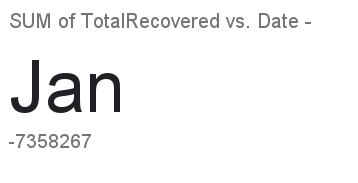 SUM of TotalRecovered vs. Date -
Jan
-7358267